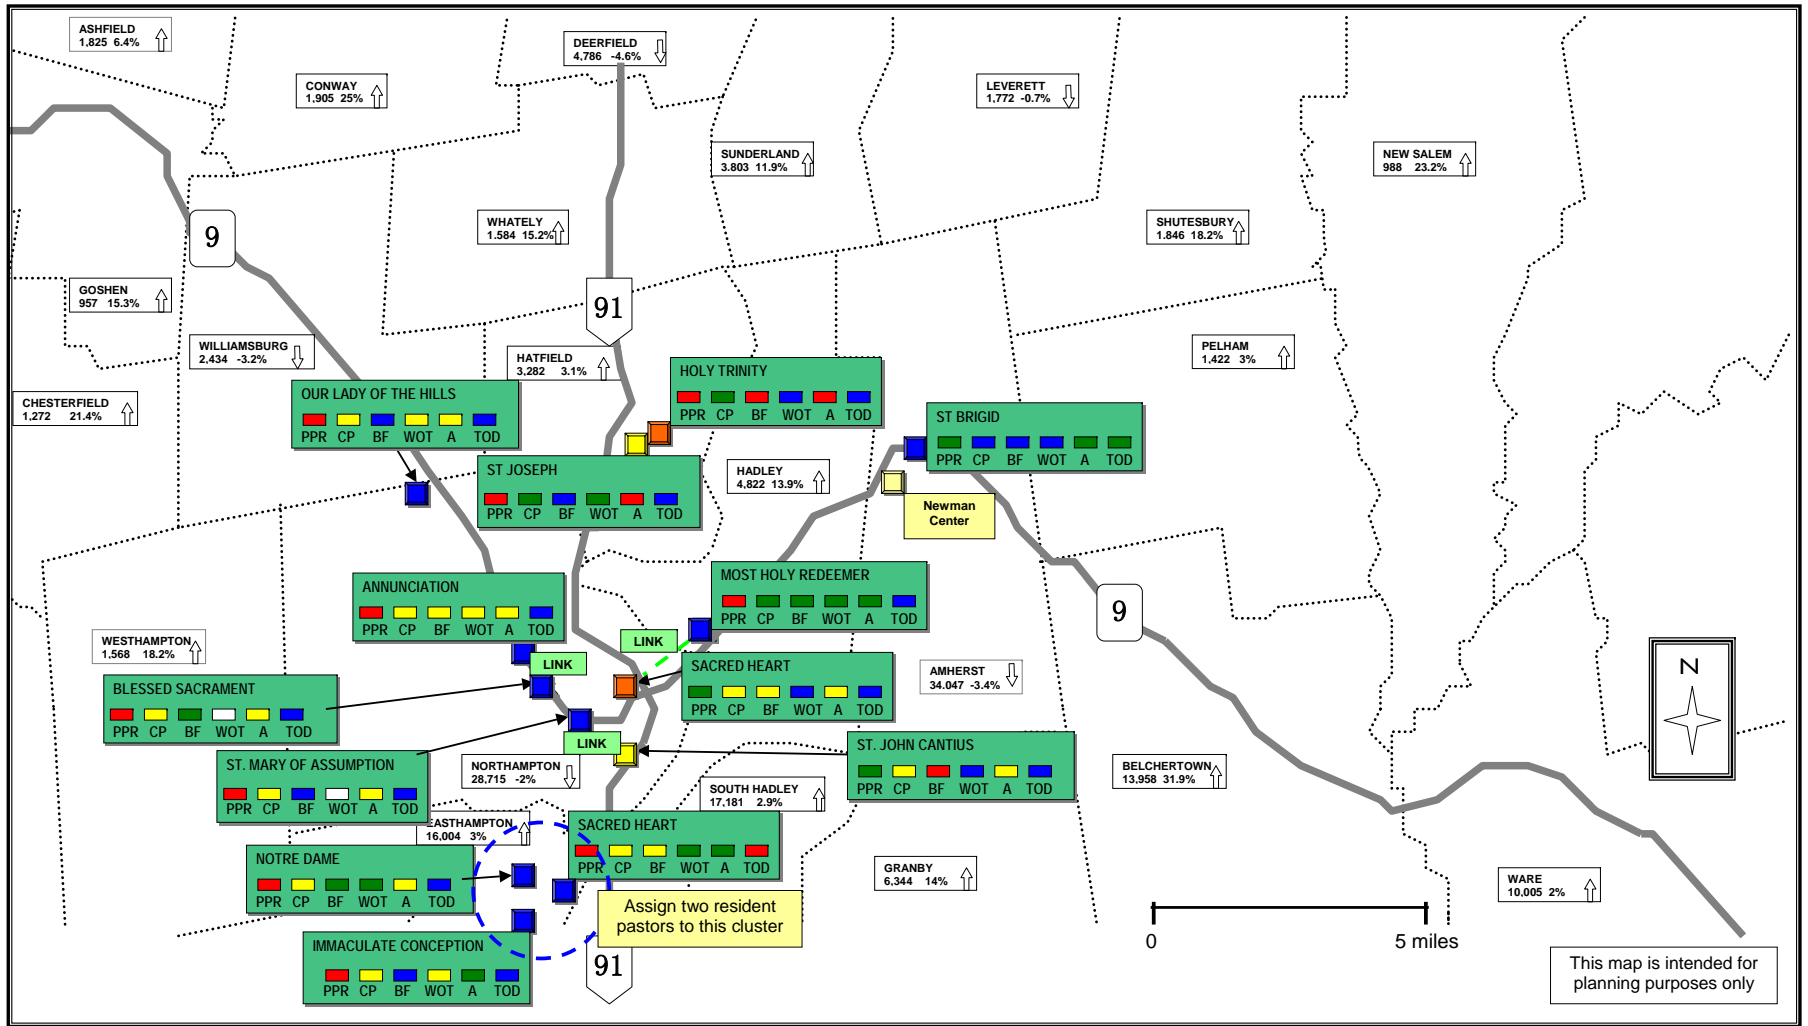 ASHFIELD
1,825 6.4%
DEERFIELD
4,786 -4.6%
CONWAY
1,905 25%
LEVERETT
1,772 -0.7%
SUNDERLAND
3.803 11.9%
NEW SALEM
988 23.2%
WHATELY
1.584 15.2%
SHUTESBURY
1.846 18.2%
9
GOSHEN
957 15.3%
91
WILLIAMSBURG
2,434 -3.2%
HATFIELD
3,282 3.1%
PELHAM
1,422 3%
CHESTERFIELD
1,272 21.4%
HOLY TRINITY
PPR CP BF WOT A TOD
OUR LADY OF THE HILLS
PPR CP BF WOT A TOD
ST BRIGID
PPR CP BF WOT A TOD
ST JOSEPH
PPR CP BF WOT A TOD
HADLEY
4,822 13.9%
Newman
Center
ANNUNCIATION
PPR CP BF WOT A TOD
MOST HOLY REDEEMER
PPR CP BF WOT A TOD
9
WESTHAMPTON
1,568 18.2%
LINK
LINK
SACRED HEART
PPR CP BF WOT A TOD
AMHERST
34.047 -3.4%
N
BLESSED SACRAMENT
PPR CP BF WOT A TOD
LINK
ST. JOHN CANTIUS
PPR CP BF WOT A TOD
ST. MARY OF ASSUMPTION
PPR CP BF WOT A TOD
NORTHAMPTON
28,715 -2%
BELCHERTOWN
13,958 31.9%
SOUTH HADLEY
17,181 2.9%
EASTHAMPTON
16,004 3%
SACRED HEART
PPR CP BF WOT A TOD
NOTRE DAME
PPR CP BF WOT A TOD
GRANBY
6,344 14%
WARE
10,005 2%
Assign two resident
pastors to this cluster
IMMACULATE CONCEPTION
PPR CP BF WOT A TOD
91
0 5 miles
This map is intended for
planning purposes only